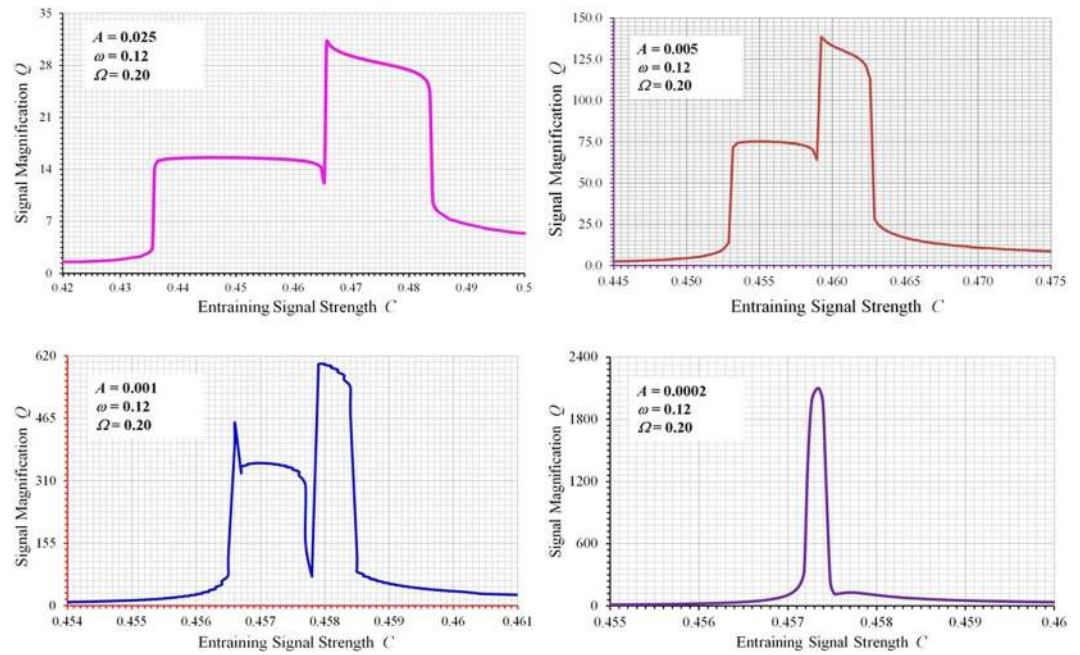 35
28
21
14
7
0
Signal Magnification Q
A = 0.025
ω = 0.12
Ω = 0.20
0.42 0.43 0.44 0.45 0.46 0.47 0.48 0.49 0.5
Entraining Signal Strength C
150.0
125.0
100.0
75.0
50.0
25.0
0.0
Signal Magnification Q
A = 0.005
ω = 0.12
Ω = 0.20
0.445 0.450 0.455 0.460 0.465 0.470 0.475
Entraining Signal Strength C
620
465
310
155
0
Signal Magnification Q
A = 0.001
ω = 0.12
Ω = 0.20
0.454 0.455 0.456 0.457 0.458 0.459 0.46 0.461
Entraining Signal Strength C
2400
1800
1200
600
0
Signal Magnification Q
A = 0.0002
ω = 0.12
Ω = 0.20
0.455 0.456 0.457 0.458 0.459 0.46
Entraining Signal Strength C